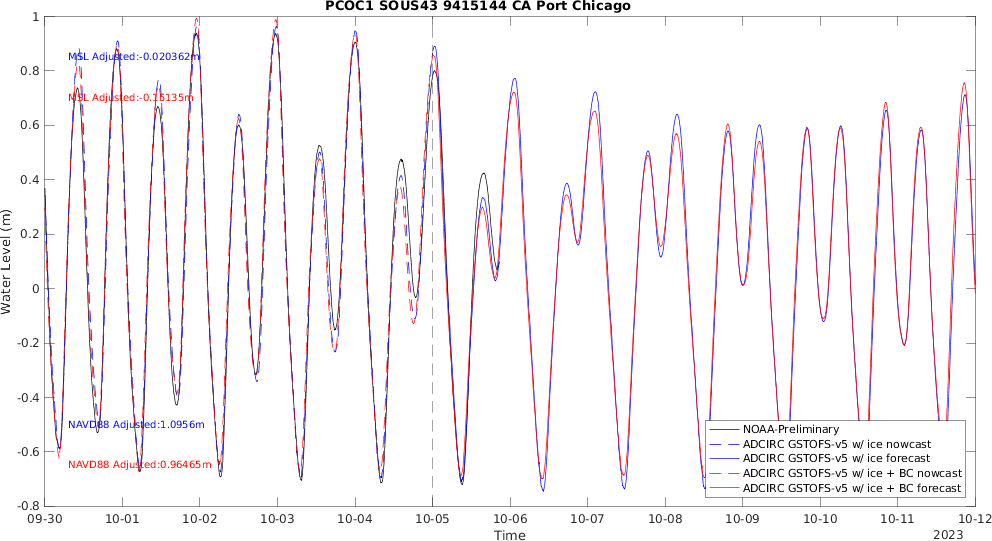 PCOC1 SOUS43 9415144 CA Port Chicago
1
0.8
0.6
0.4
0.2
0
-0.2
-0.4
-0.6
-0.8
Water Level (m)
MSL Adjusted:-0.020362m
MSL Adjusted:-0.15135m
NAVD88 Adjusted:1.0956m
NAVD88 Adjusted:0.96465m
NOAA-Preliminary
ADCIRC GSTOFS-v5 w/ ice nowcast
ADCIRC GSTOFS-v5 w/ ice forecast
ADCIRC GSTOFS-v5 w/ ice + BC nowcast
ADCIRC GSTOFS-v5 w/ ice + BC forecast
09-30 10-01 10-02 10-03 10-04 10-05 10-06 10-07 10-08 10-09 10-10 10-11 10-12
Time
2023